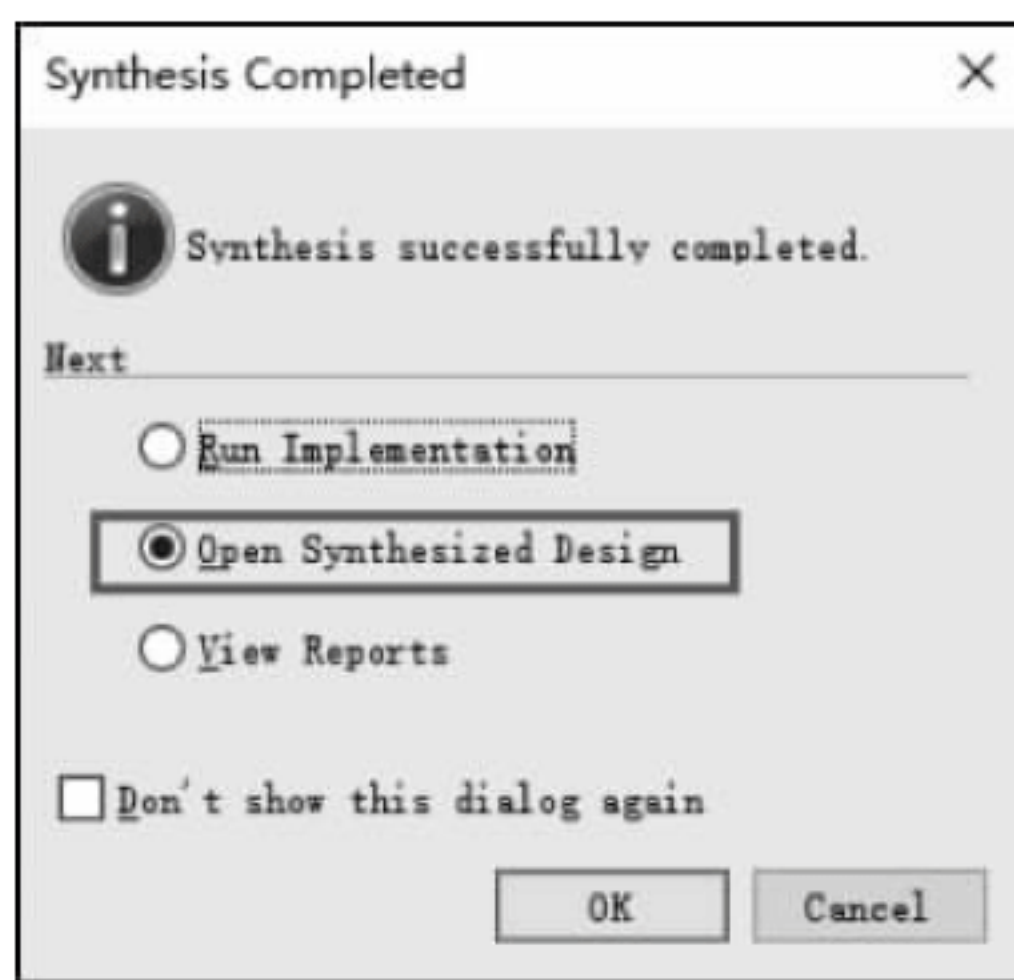 Synthesis Completed
Synthesis successfully completed.
Next
Run Implementation
Open Synthesized Design
View Reports
Don't show this dialog again
OK
Cancel